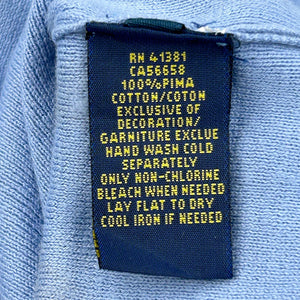 RN 41381
CA56658
100%PIMA
COTTON/COTON
EXCLUSIVE OF
DECORATION/
GARNITURE EXCLUE
HAND WASH COLD
SEPARATELY
ONLY NON-CHLORINE
BLEACH WHEN NEEDED
LAY FLAT TO DRY
COOL IRON IF NEEDED